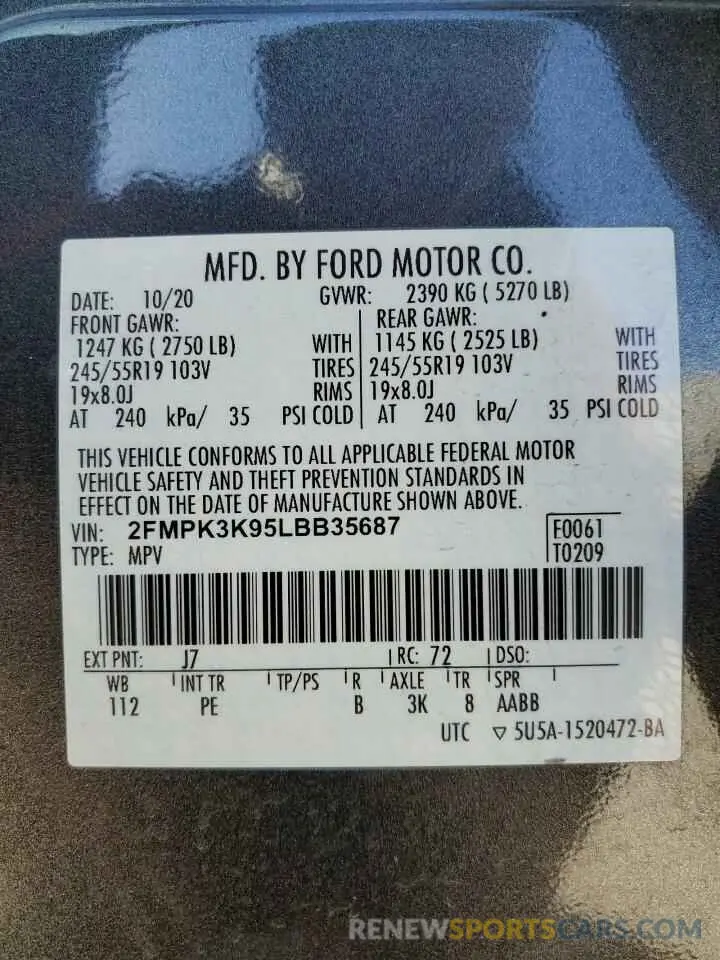 MFD. BY FORD MOTOR CO.
DATE: 10/20 GVWR: 2390 KG ( 5270 LB)
FRONT GAWR: REAR GAWR:
1247 KG ( 2750 LB) WITH 1145 KG ( 2525 LB) WITH
245/55R19 103V TIRES 245/55R19 103V TIRES
19x8.0J RIMS 19x8.0J RIMS
AT 240 kPa/ 35 PSI COLD AT 240 kPa/ 35 PSI COLD
THIS VEHICLE CONFORMS TO ALL APPLICABLE FEDERAL MOTOR
VEHICLE SAFETY AND THEFT PREVENTION STANDARDS IN
EFFECT ON THE DATE OF MANUFACTURE SHOWN ABOVE.
VIN: 2FMPK3K95LBB35687 F0061
TYPE: MPV T0209
EXT PNT: J7 RC: 72 DSO:
WB INT TR TP/PS R AXLE TR SPR
112 PE B 3K 8 AABB
UTC ▽ 5U5A-1520472-BA
RENEWSPORTSCARS.COM